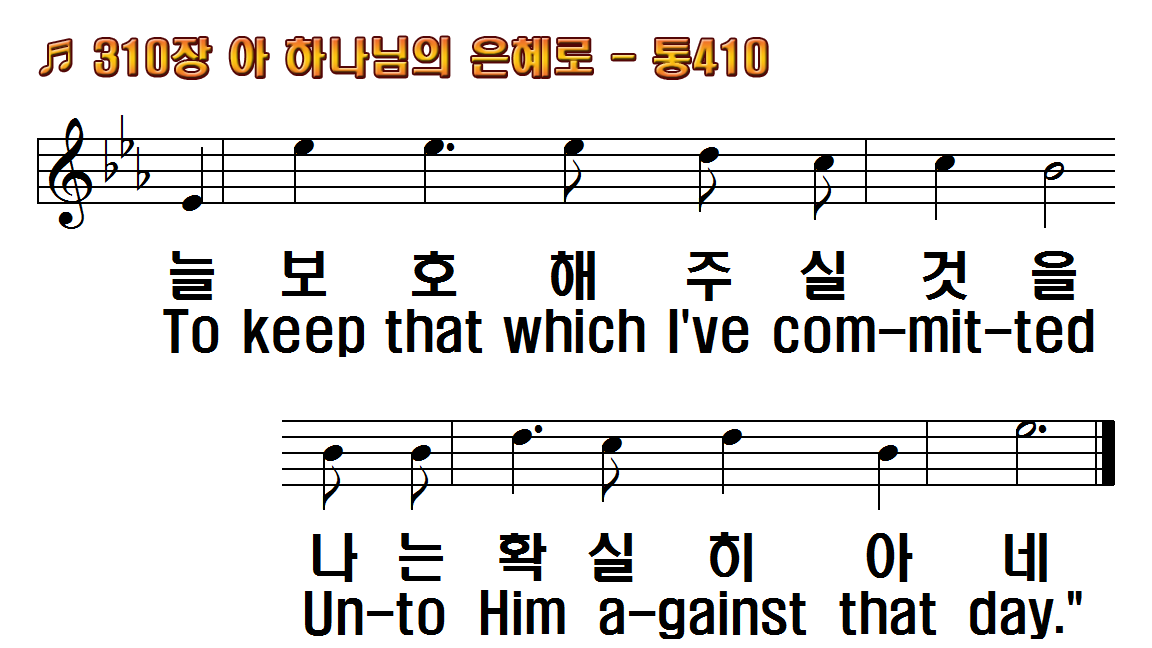 ♬ 310장 아 하나님의 은혜로 - 통410
늘 보 호 해 주 실 것 을
To keep that which I've com-mit-ted
나 는 확 실 히 아 네
Un-to Him a-gainst that day."